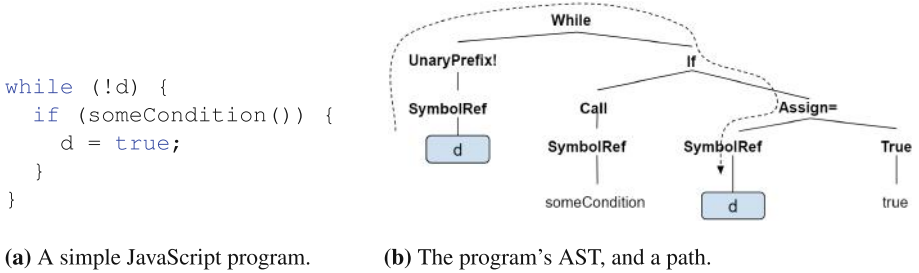 while (!d) {
  if (someCondition()) {
    d = true;
  }
}
(a) A simple JavaScript program.
While
UnaryPrefix!
If
SymbolRef
Call
Assign=
d
SymbolRef
SymbolRef
True
someCondition
d
true
(b) The program's AST, and a path.